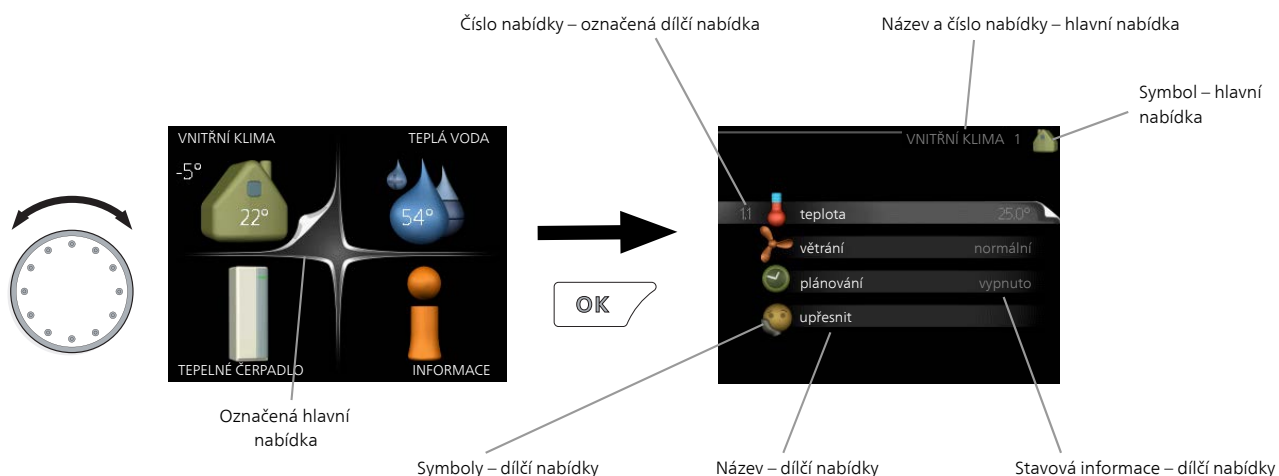 Číslo nabídky – označená dílčí nabídka
Název a číslo nabídky – hlavní nabídka
Symbol – hlavní
nabídka
VNITŘNÍ KLIMA
TEPLÁ VODA
-5°
22°
54°
TEPELNÉ ČERPADLO
INFORMACE
Označená hlavní
nabídka
OK
VNITŘNÍ KLIMA 1
1.1 teplota 25.0°
větrání normální
plánování vypnuto
upřesnit
Symboly – dílčí nabídky
Název – dílčí nabídky
Stavová informace – dílčí nabídky